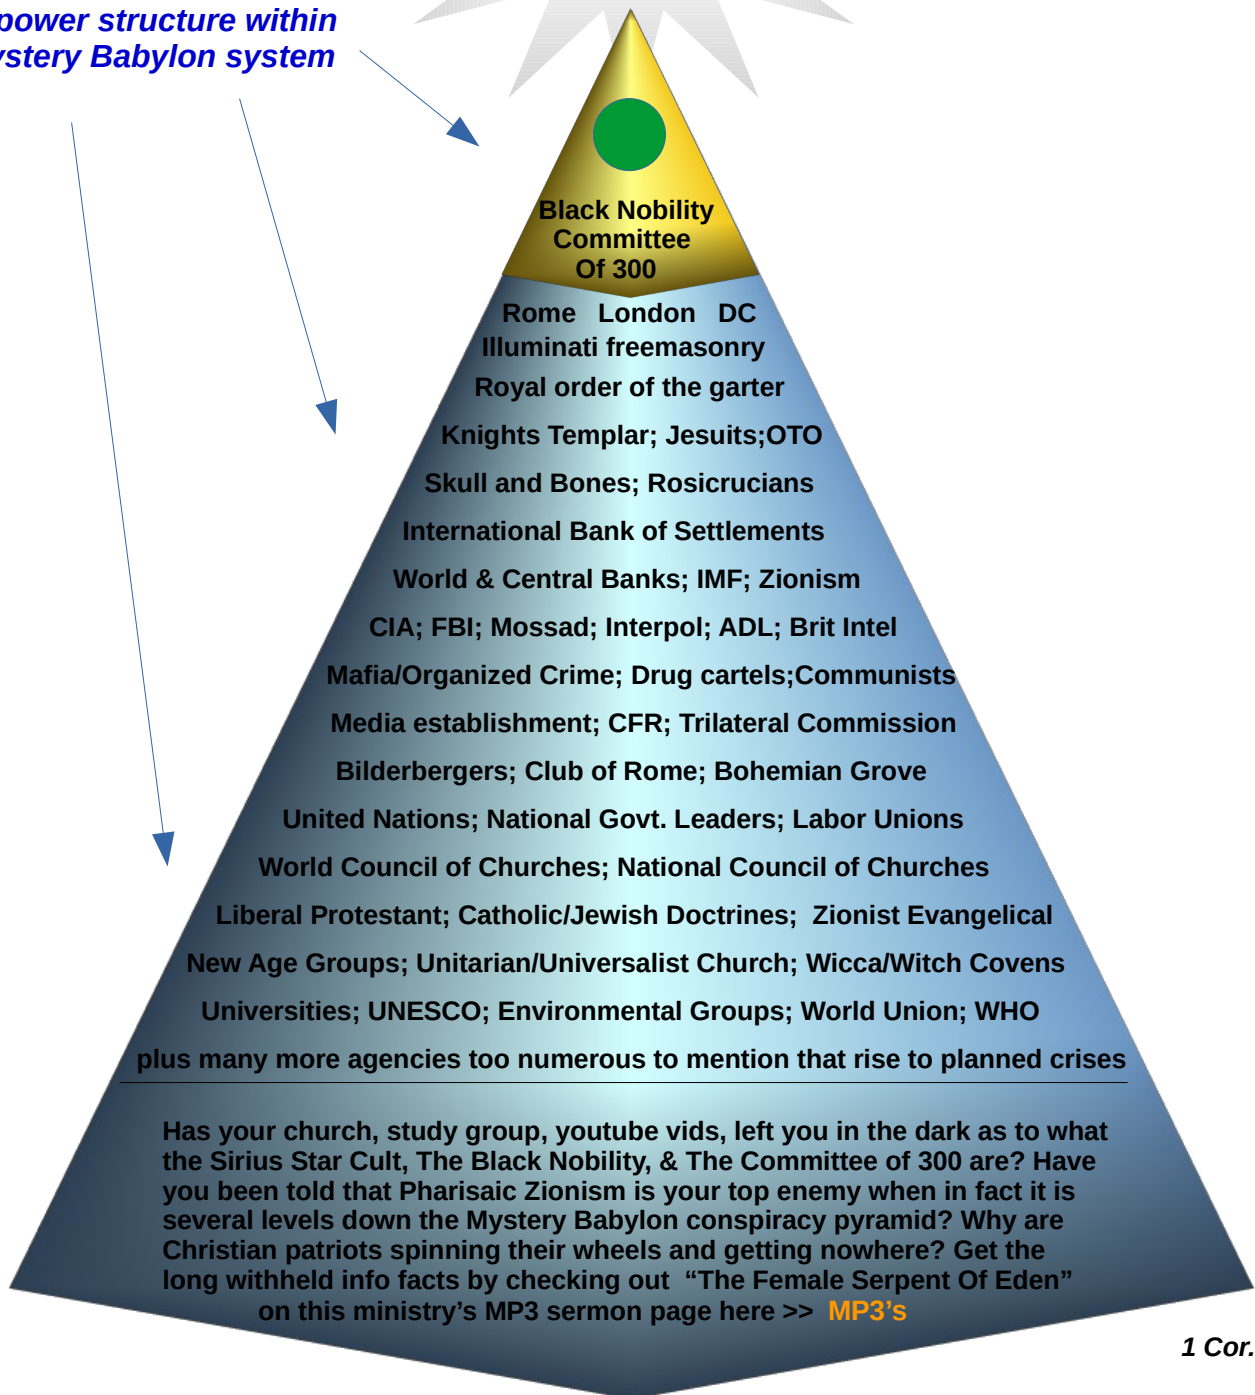 power structure within
Babylon system
Black Nobility
Committee
Of 300
Rome London DC
Illuminati freemasonry
Royal order of the garter
Knights Templar; Jesuits;OTO
Skull and Bones; Rosicrucians
International Bank of Settlements
World & Central Banks; IMF; Zionism
CIA; FBI; Mossad; Interpol; ADL; Brit Intel
Mafia/Organized Crime; Drug cartels;Communists
Media establishment; CFR; Trilateral Commission
Bilderbergers; Club of Rome; Bohemian Grove
United Nations; National Govt. Leaders; Labor Unions
World Council of Churches; National Council of Churches
Liberal Protestant; Catholic/Jewish Doctrines; Zionist Evangelical
New Age Groups; Unitarian/Universalist Church; Wicca/Witch Covens
Universities; UNESCO; Environmental Groups; World Union; WHO
plus many more agencies too numerous to mention that rise to planned crises
Has your church, study group, youtube vids, left you in the dark as to what
the Sirius Star Cult, The Black Nobility, & The Committee of 300 are? Have
you been told that Pharisaic Zionism is your top enemy when in fact it is
several levels down the Mystery Babylon conspiracy pyramid? Why are
Christian patriots spinning their wheels and getting nowhere? Get the
long withheld info facts by checking out “The Female Serpent Of Eden”
on this ministry’s MP3 sermon page here >> MP3’s
1 Cor.